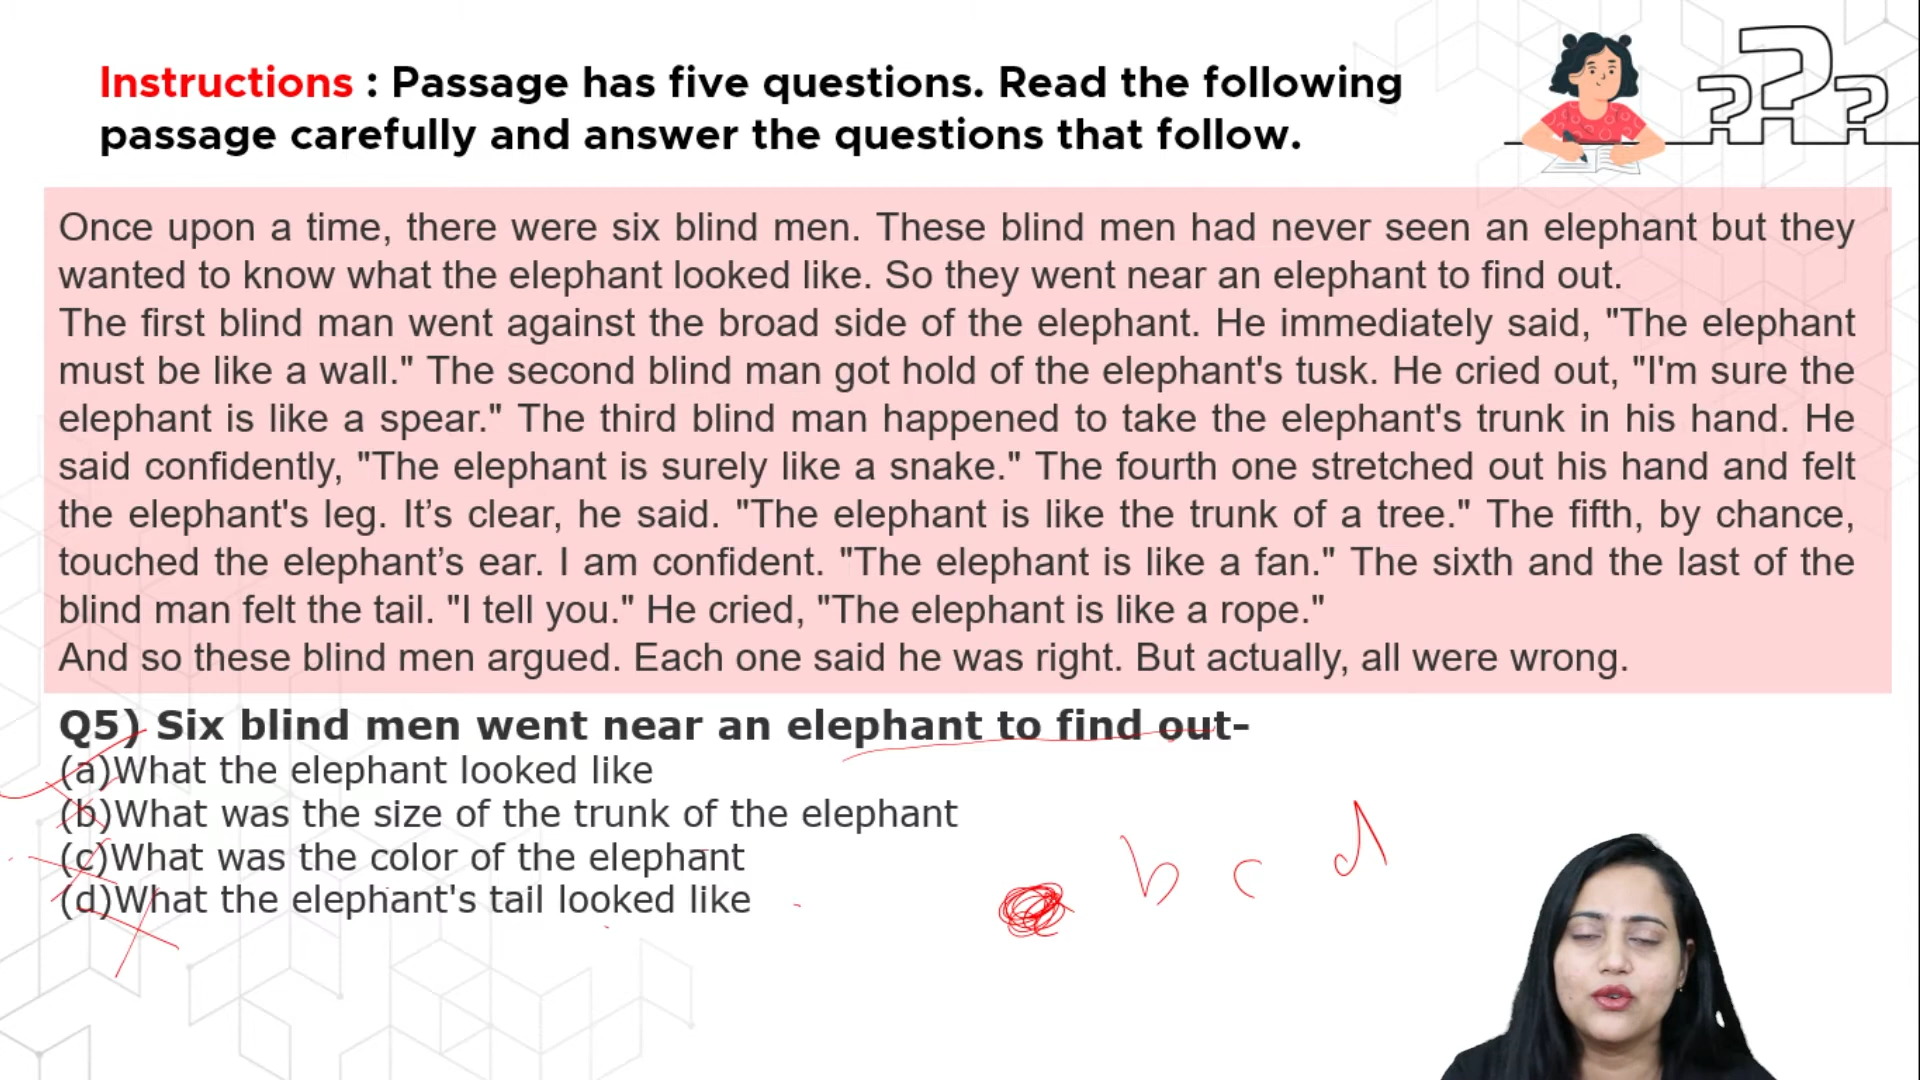 Instructions : Passage has five questions. Read the following
passage carefully and answer the questions that follow.
???
Once upon a time, there were six blind men. These blind men had never seen an elephant but they
wanted to know what the elephant looked like. So they went near an elephant to find out.
The first blind man went against the broad side of the elephant. He immediately said, "The elephant
must be like a wall." The second blind man got hold of the elephant's tusk. He cried out, "I'm sure the
elephant is like a spear." The third blind man happened to take the elephant's trunk in his hand. He
said confidently, "The elephant is surely like a snake." The fourth one stretched out his hand and felt
the elephant's leg. It’s clear, he said. "The elephant is like the trunk of a tree." The fifth, by chance,
touched the elephant’s ear. I am confident. "The elephant is like a fan." The sixth and the last of the
blind man felt the tail. "I tell you." He cried, "The elephant is like a rope."
And so these blind men argued. Each one said he was right. But actually, all were wrong.
Q5) Six blind men went near an elephant to find out-
(a)What the elephant looked like
(b)What was the size of the trunk of the elephant
(c)What was the color of the elephant
(d)What the elephant's tail looked like
b c d